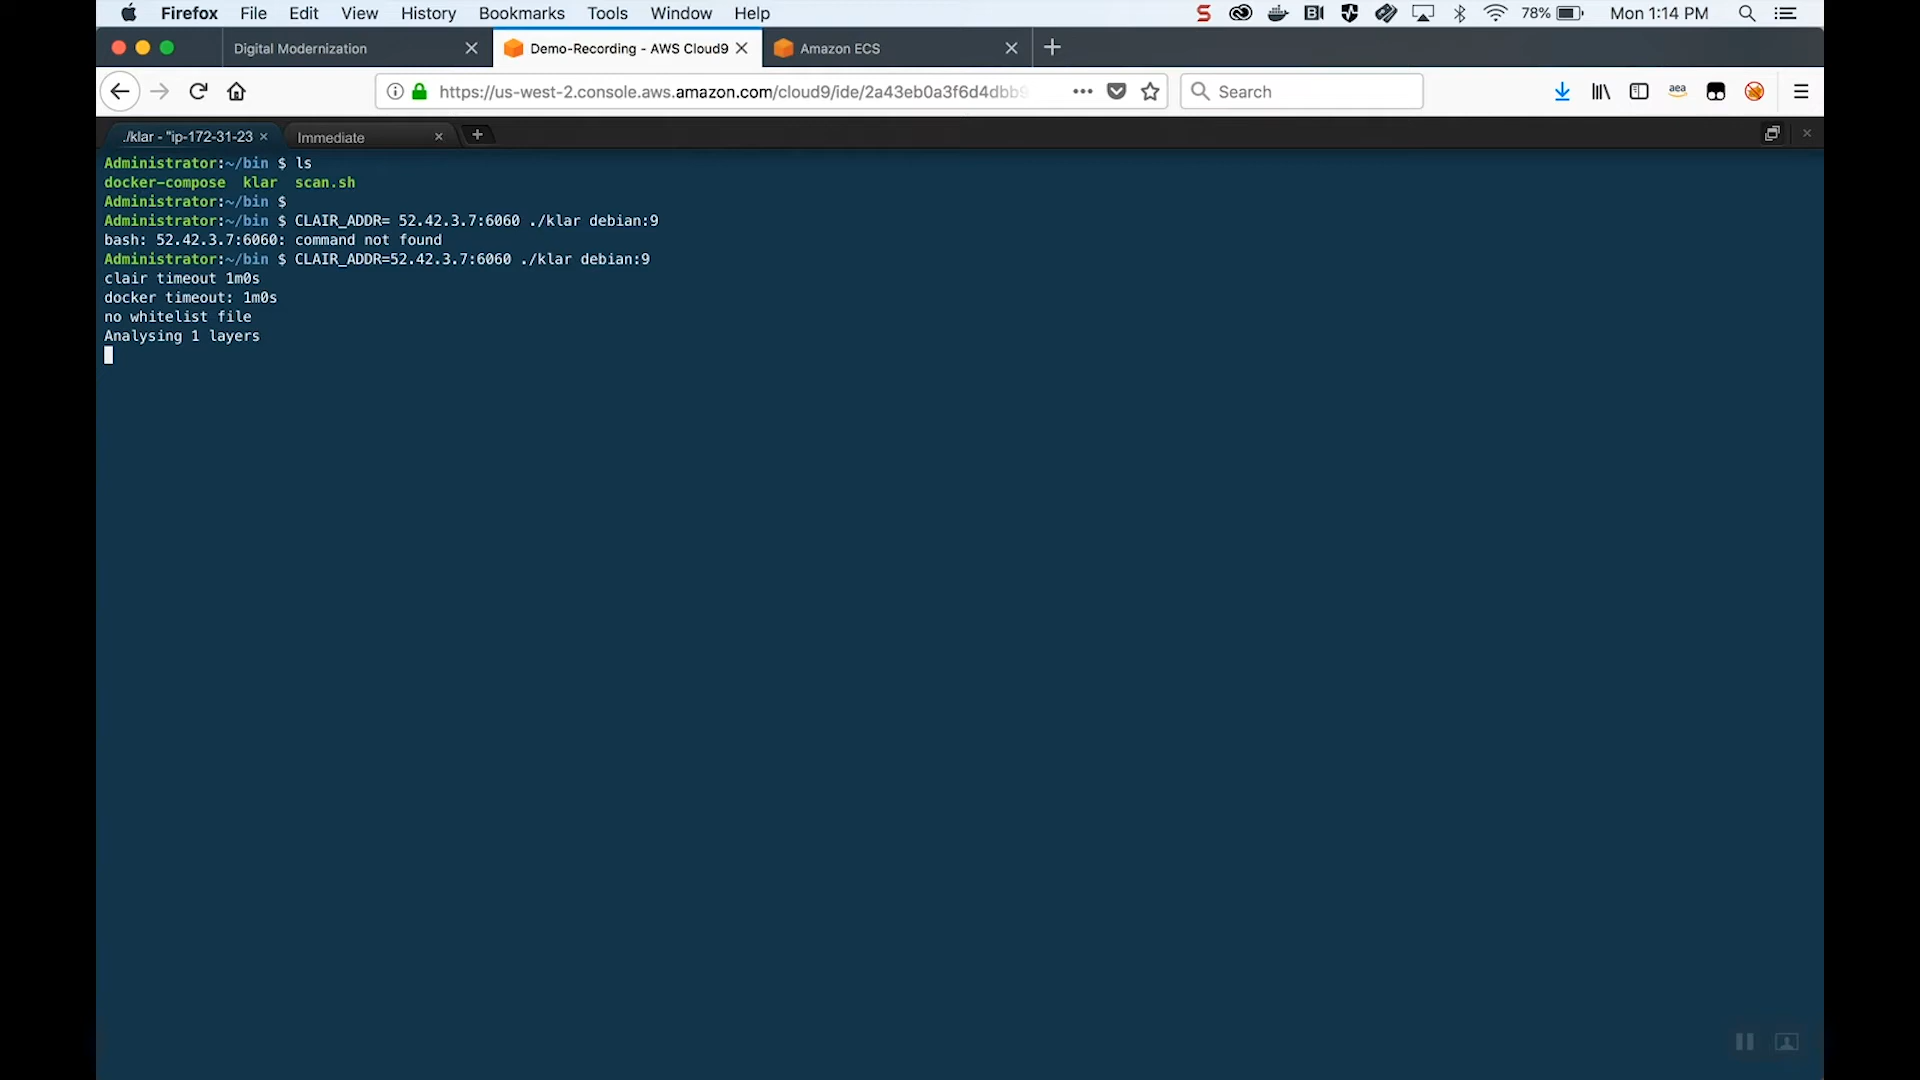 Firefox File Edit View History Bookmarks Tools Window Help 78% Mon 1:14 PM
Digital Modernization Demo-Recording - AWS Cloud9 Amazon ECS
https://us-west-2.console.aws.amazon.com/cloud9/ide/2a43eb0a3f6d4dbb9 Search aea
./klar - "ip-172-31-23 Immediate
Administrator:~/bin $ ls
docker-compose klar scan.sh
Administrator:~/bin $
Administrator:~/bin $ CLAIR_ADDR= 52.42.3.7:6060 ./klar debian:9
bash: 52.42.3.7:6060: command not found
Administrator:~/bin $ CLAIR_ADDR=52.42.3.7:6060 ./klar debian:9
clair timeout 1m0s
docker timeout: 1m0s
no whitelist file
Analysing 1 layers